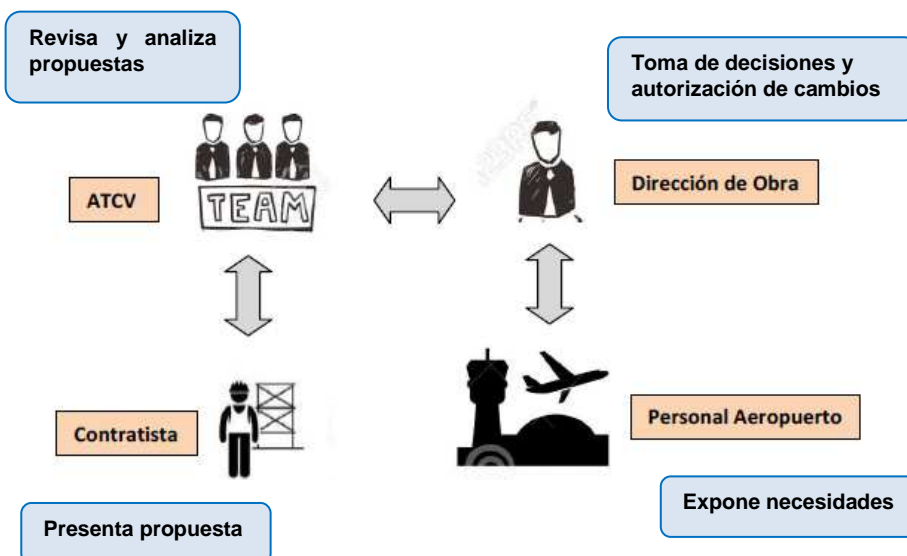 Revisa y analiza
propuestas
Toma de decisiones y
autorización de cambios
ATCV
TEAM
Dirección de Obra
Contratista
Personal Aeropuerto
Presenta propuesta
Expone necesidades